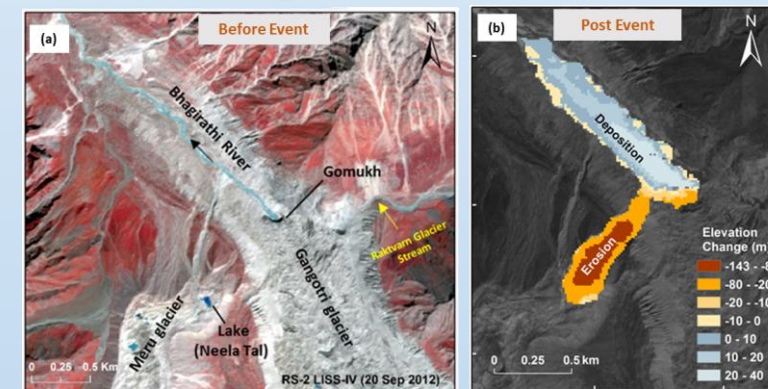 (a)
Before Event
N
Bhagirathi River
Gomukh
Raktvarn Glacier
Stream
Gangotri glacier
Meru glacier
Lake
(Neela Tal)
0 0.25 0.5 Km
RS-2 LISS-IV (20 Sep 2012)
(b)
Post Event
N
Deposition
Erosion
Elevation
Change (m)
-143 - -8
-80 - -20
-20 - -10
-10 - 0
0 - 10
10 - 20
20 - 40
0 0.25 0.5 km